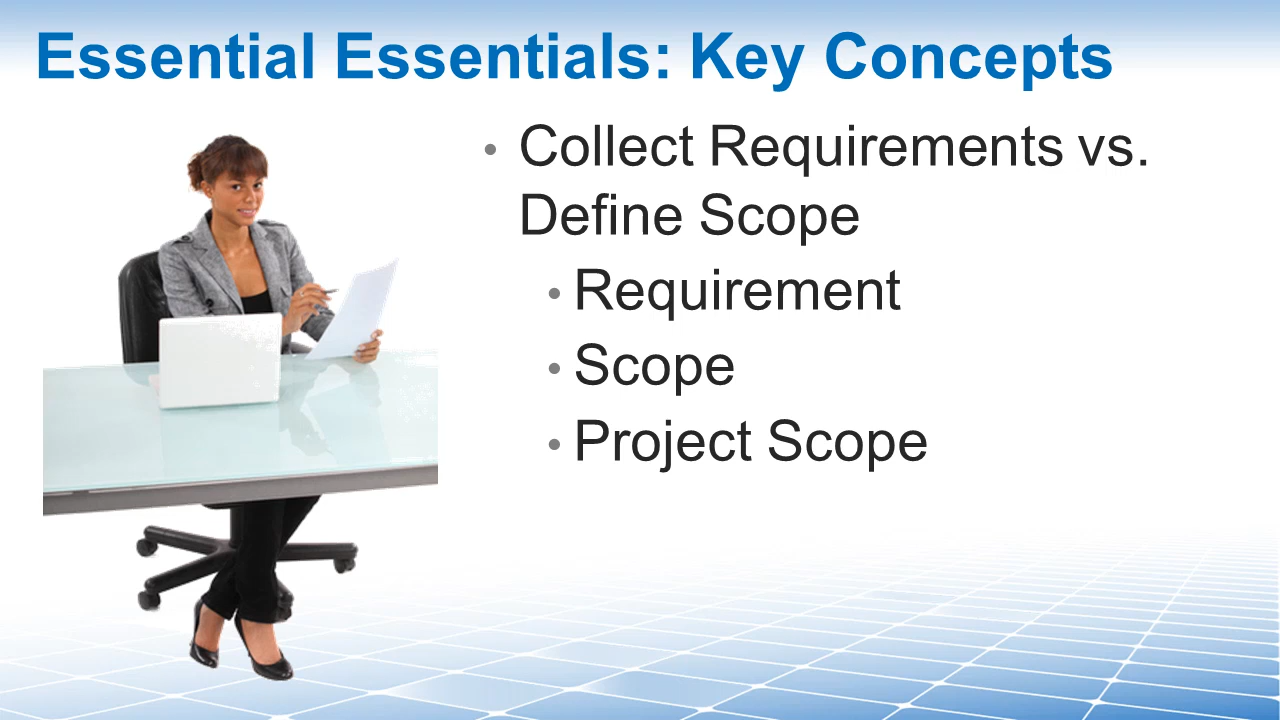 Essential Essentials: Key Concepts
• Collect Requirements vs.
Define Scope
• Requirement
• Scope
• Project Scope